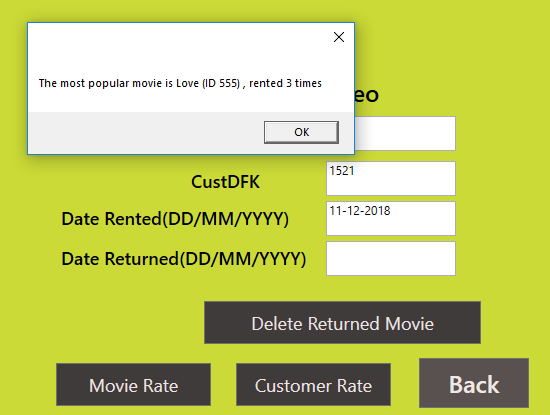 The most popular movie is Love (ID 555) , rented 3 times
OK
eo
CustDFK
1521
Date Rented(DD/MM/YYYY)
11-12-2018
Date Returned(DD/MM/YYYY)
Delete Returned Movie
Movie Rate
Customer Rate
Back